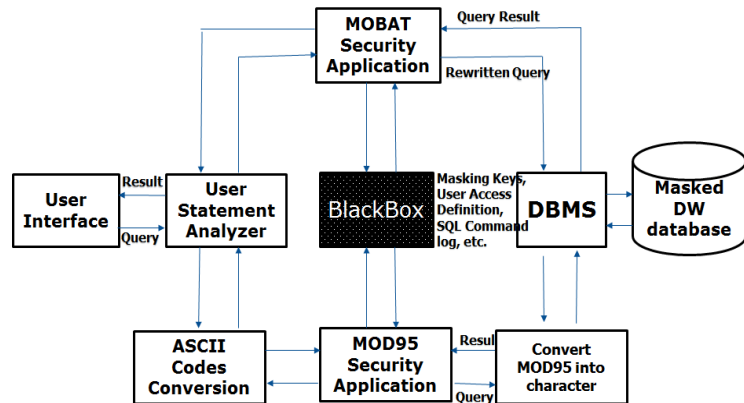 MOBAT
Security
Application
Query Result
Rewritten Query
User
Interface
Result
Query
User
Statement
Analyzer
BlackBox
Masking Keys,
User Access
Definition,
SQL Command
log, etc.
DBMS
Masked
DW
database
ASCII
Codes
Conversion
MOD95
Security
Application
Resul
Query
Convert
MOD95 into
character